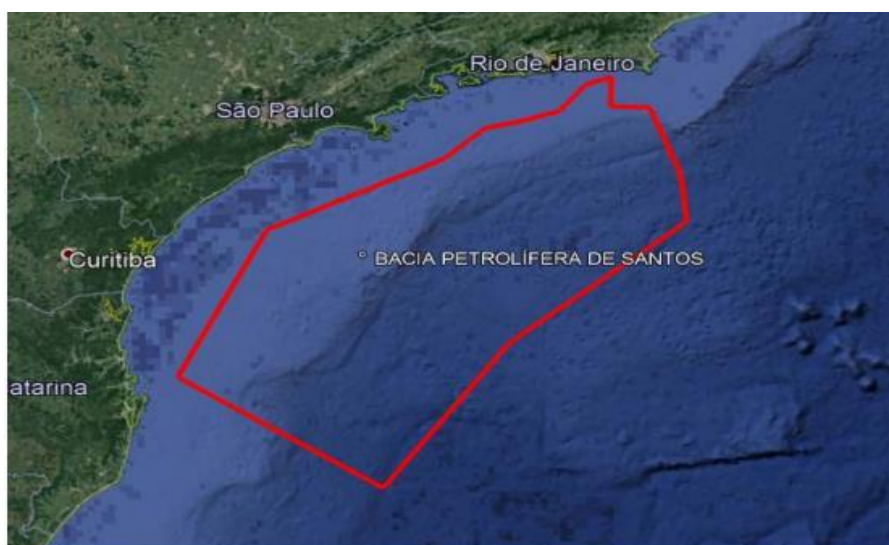 Rio de Janeiro
São Paulo
Curitiba
° BACIA PETROLÍFERA DE SANTOS
atarina